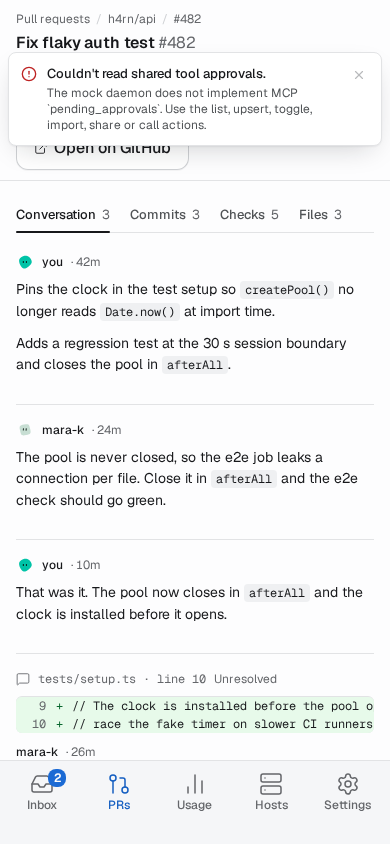 Pull requests / h4rn/api / #482
Fix flaky auth test #482
Couldn't read shared tool approvals.
The mock daemon does not implement MCP
`pending_approvals`. Use the list, upsert, toggle,
import, share or call actions.
Open on GitHub
Conversation 3 Commits 3 Checks 5 Files 3
you · 42m
Pins the clock in the test setup so createPool() no
longer reads Date.now() at import time.
Adds a regression test at the 30 s session boundary
and closes the pool in afterAll.
mara-k · 24m
The pool is never closed, so the e2e job leaks a
connection per file. Close it in afterAll and the e2e
check should go green.
you · 10m
That was it. The pool now closes in afterAll and the
clock is installed before it opens.
tests/setup.ts · line 10 Unresolved
9 + // The clock is installed before the pool o
10 + // race the fake timer on slower CI runners
mara-k · 26m
2
Inbox PRs Usage Hosts Settings